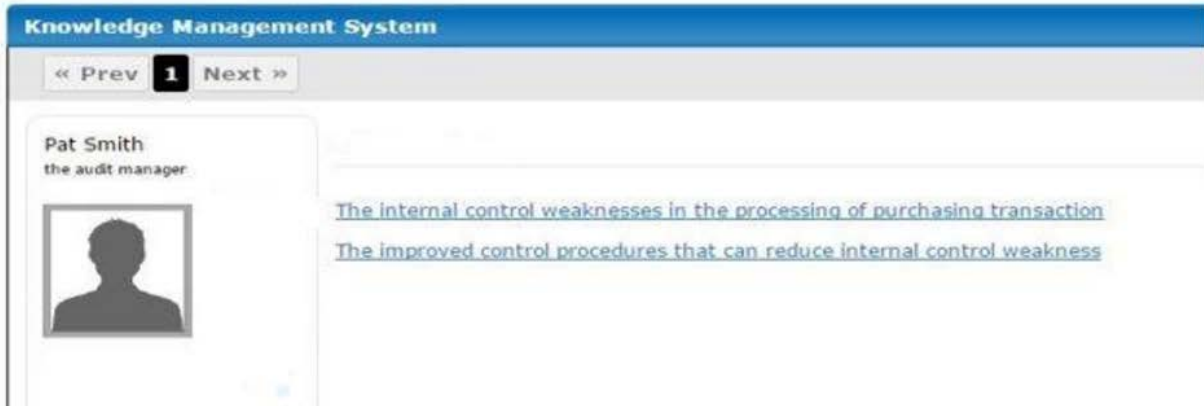 Knowledge Management System
« Prev 1 Next »
Pat Smith
the audit manager
The internal control weaknesses in the processing of purchasing transaction
The improved control procedures that can reduce internal control weakness